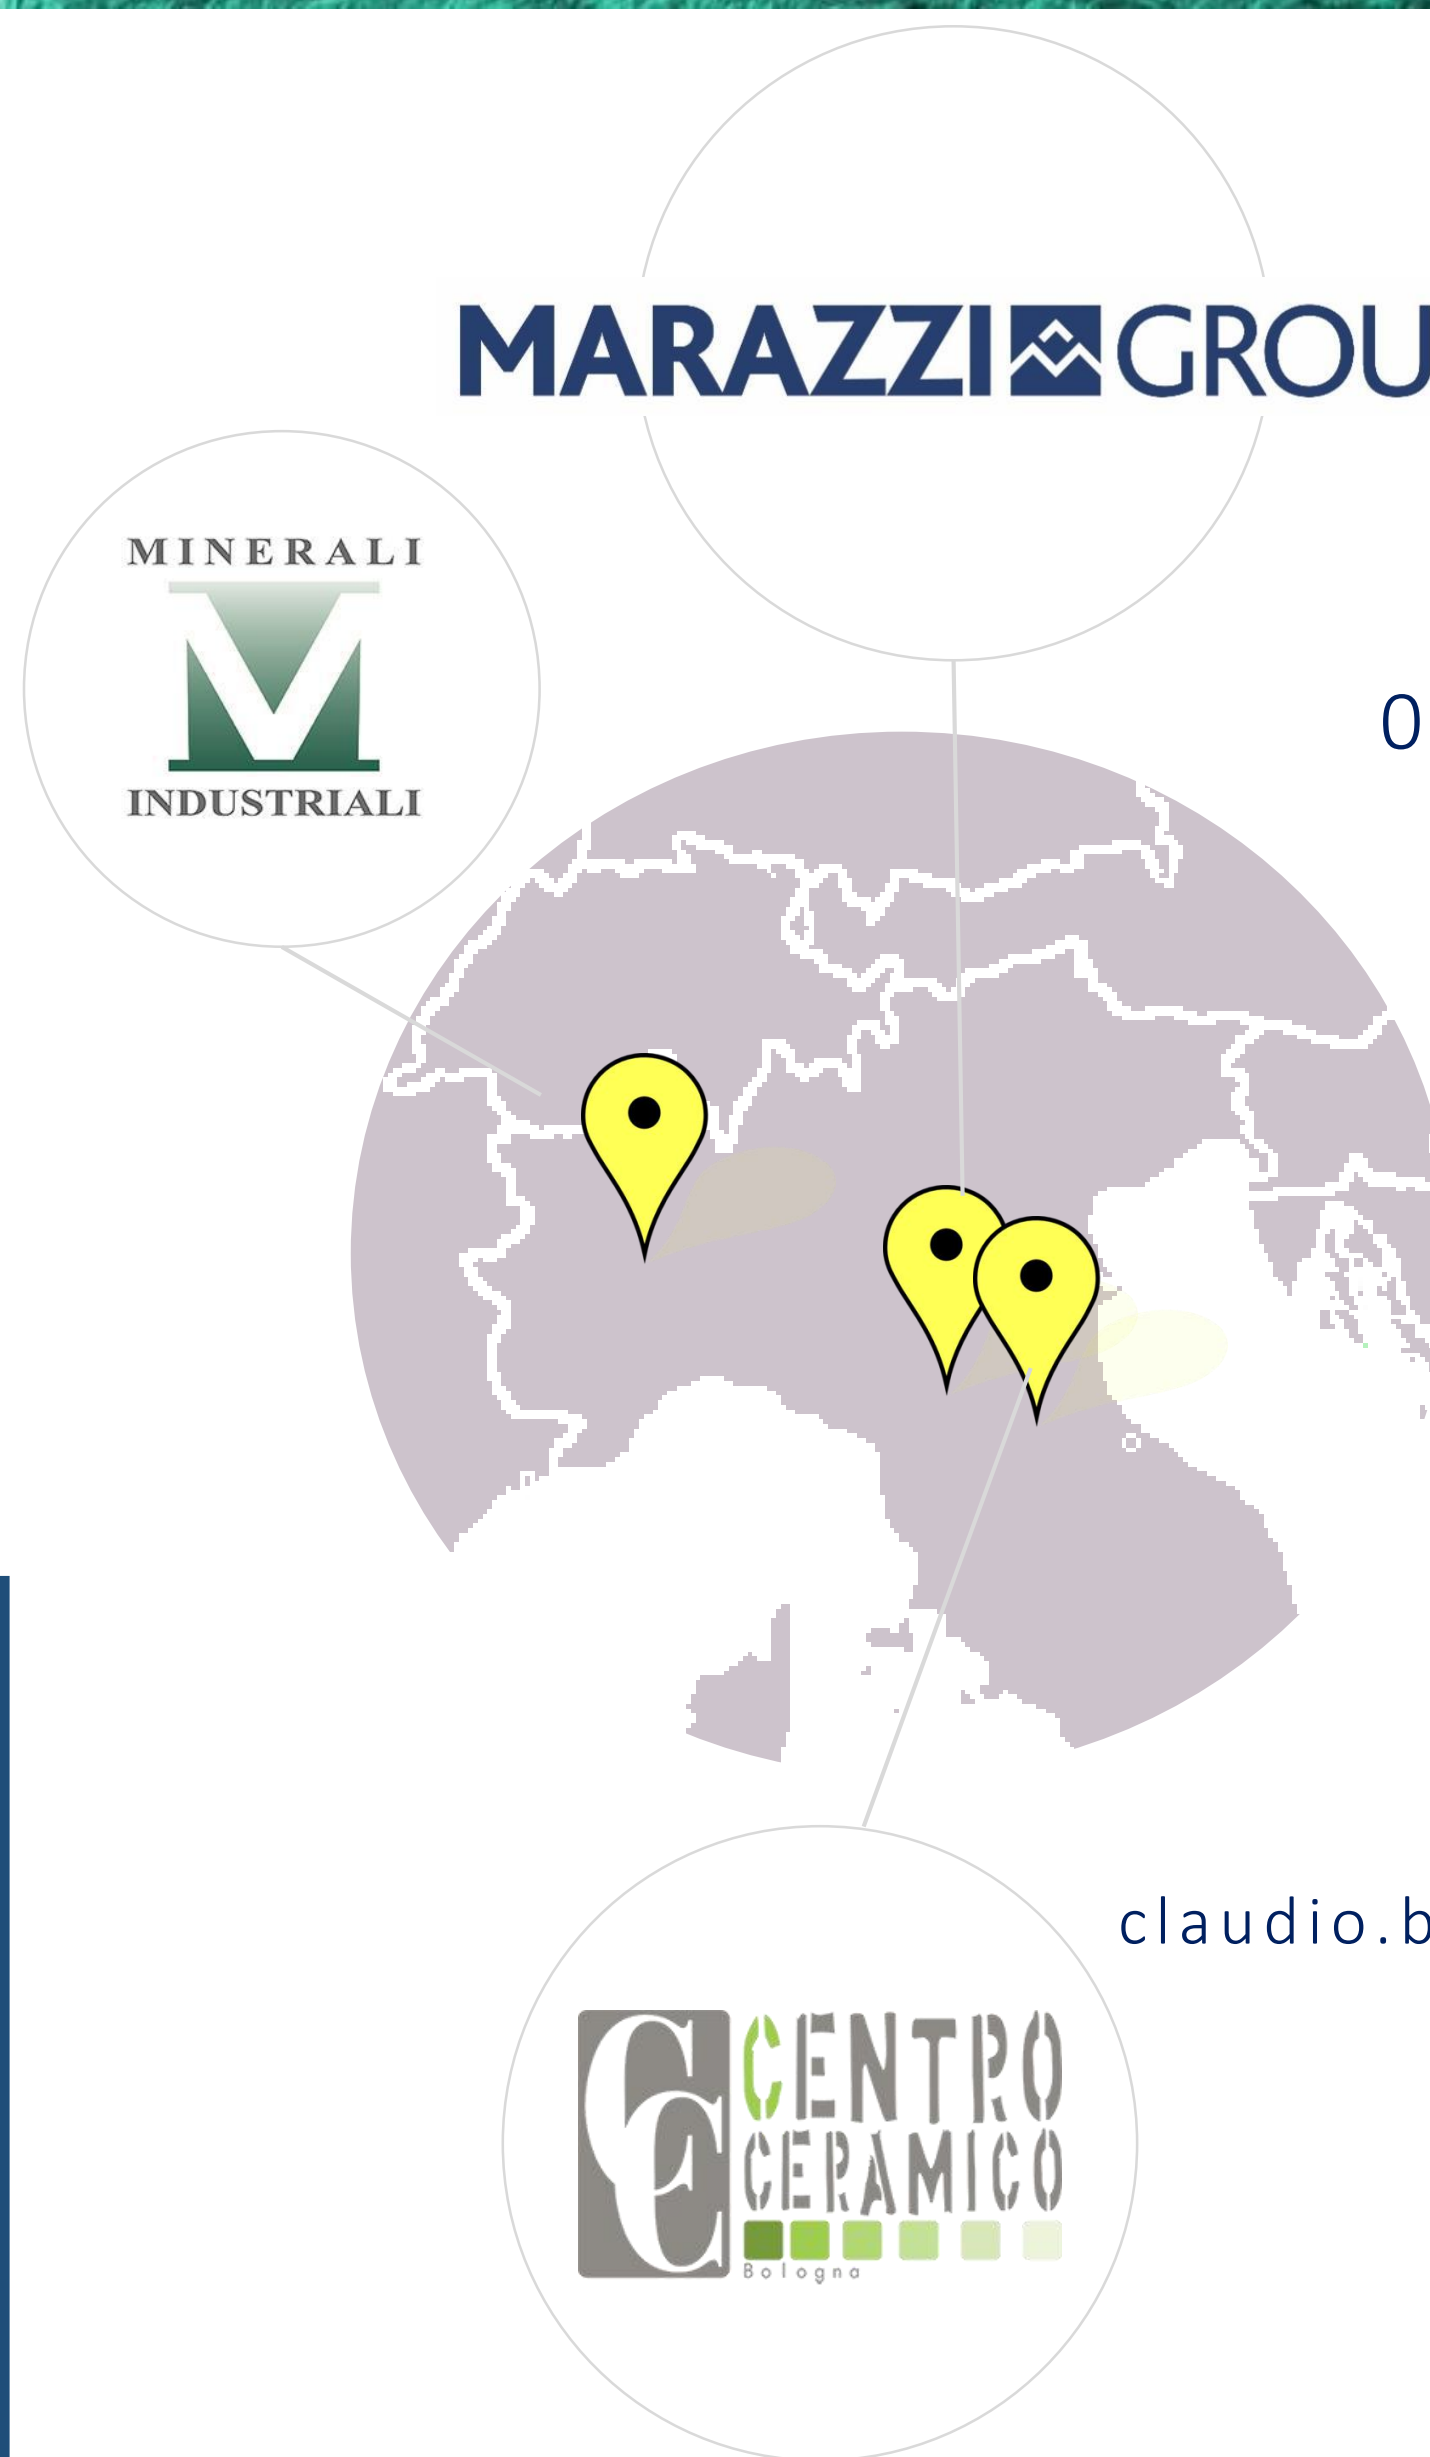 MARAZZI GROU
MINERALI
INDUSTRIALI
0
claudio.b
CENTRO
CERAMICO
Bologna